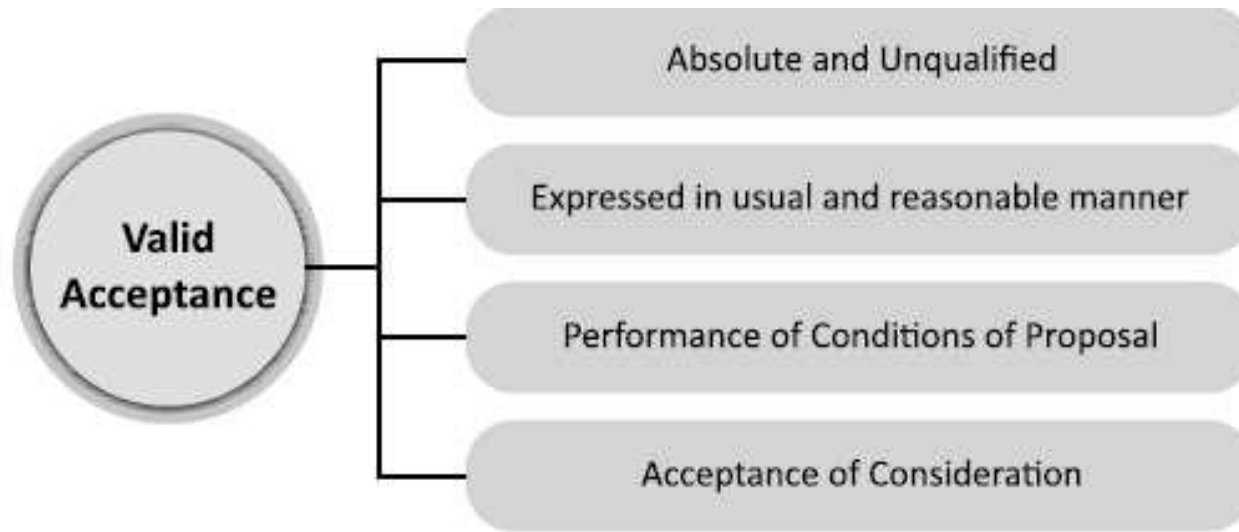 Valid
Acceptance
Absolute and Unqualified
Expressed in usual and reasonable manner
Performance of Conditions of Proposal
Acceptance of Consideration